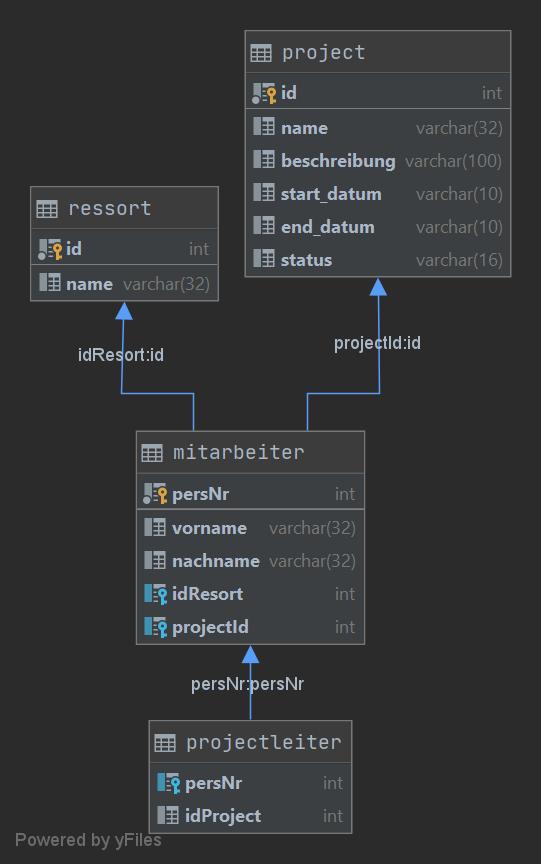 project
id int
name varchar(32)
beschreibung varchar(100)
start_datum varchar(10)
end_datum varchar(10)
status varchar(16)
ressort
id int
name varchar(32)
idResort:id
projectId:id
mitarbeiter
persNr int
vorname varchar(32)
nachname varchar(32)
idResort int
projectId int
persNr:persNr
projectleiter
persNr int
idProject int
Powered by yFiles